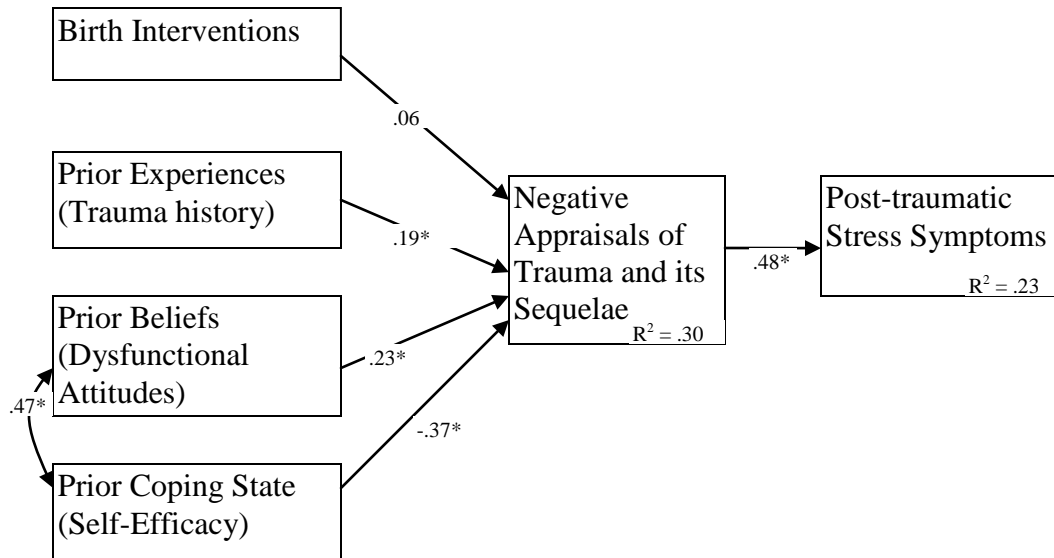 Birth Interventions
.06
Prior Experiences
(Trauma history)
.19*
Negative
Appraisals of
Trauma and its
Sequelae
R² = .30
Post-traumatic
Stress Symptoms
R² = .23
.48*
Prior Beliefs
(Dysfunctional
Attitudes)
.23*
.47*
-.37*
Prior Coping State
(Self-Efficacy)